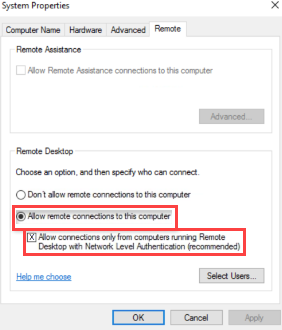 System Properties
Computer Name Hardware Advanced Remote
Remote Assistance
Allow Remote Assistance connections to this computer
Advanced...
Remote Desktop
Choose an option, and then specify who can connect.
Don't allow remote connections to this computer
Allow remote connections to this computer
Allow connections only from computers running Remote
Desktop with Network Level Authentication (recommended)
Help me choose Select Users...
OK Cancel Apply